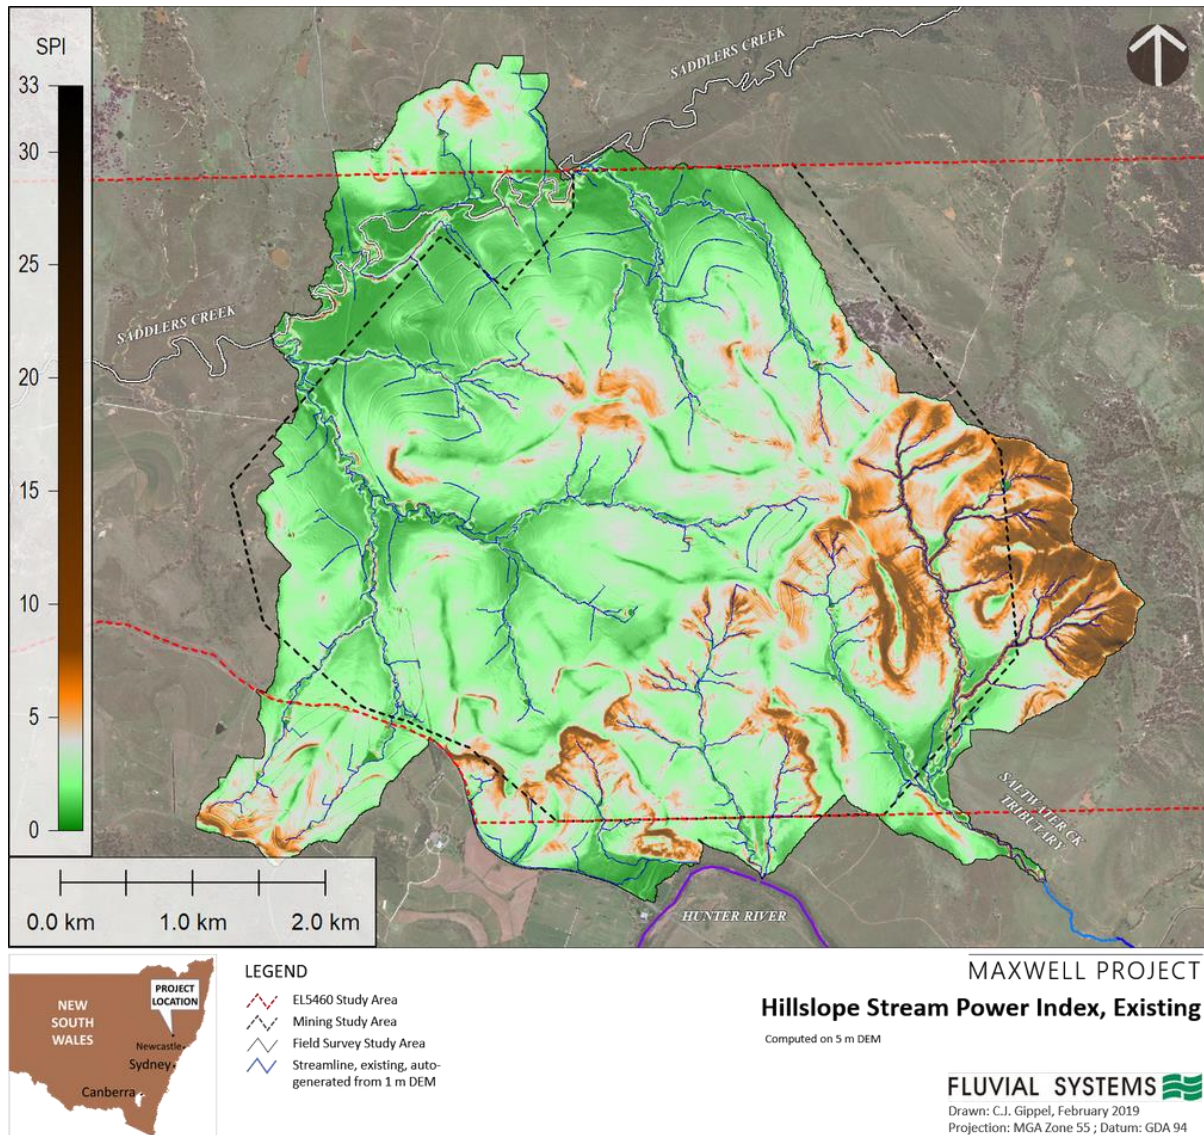 SPI
33
30
25
20
15
10
5
0
SADDLERS CREEK
SADDLERS CREEK
SALTWATER CK
TRIBUTARY
HUNTER RIVER
0.0 km 1.0 km 2.0 km
NEW
SOUTH
WALES
PROJECT
LOCATION
Newcastle
Sydney
Canberra
LEGEND
EL5460 Study Area
Mining Study Area
Field Survey Study Area
Streamline, existing, auto-
generated from 1 m DEM
MAXWELL PROJECT
Hillslope Stream Power Index, Existing
Computed on 5 m DEM
FLUVIAL SYSTEMS
Drawn: C.J. Gippel, February 2019
Projection: MGA Zone 55 ; Datum: GDA 94